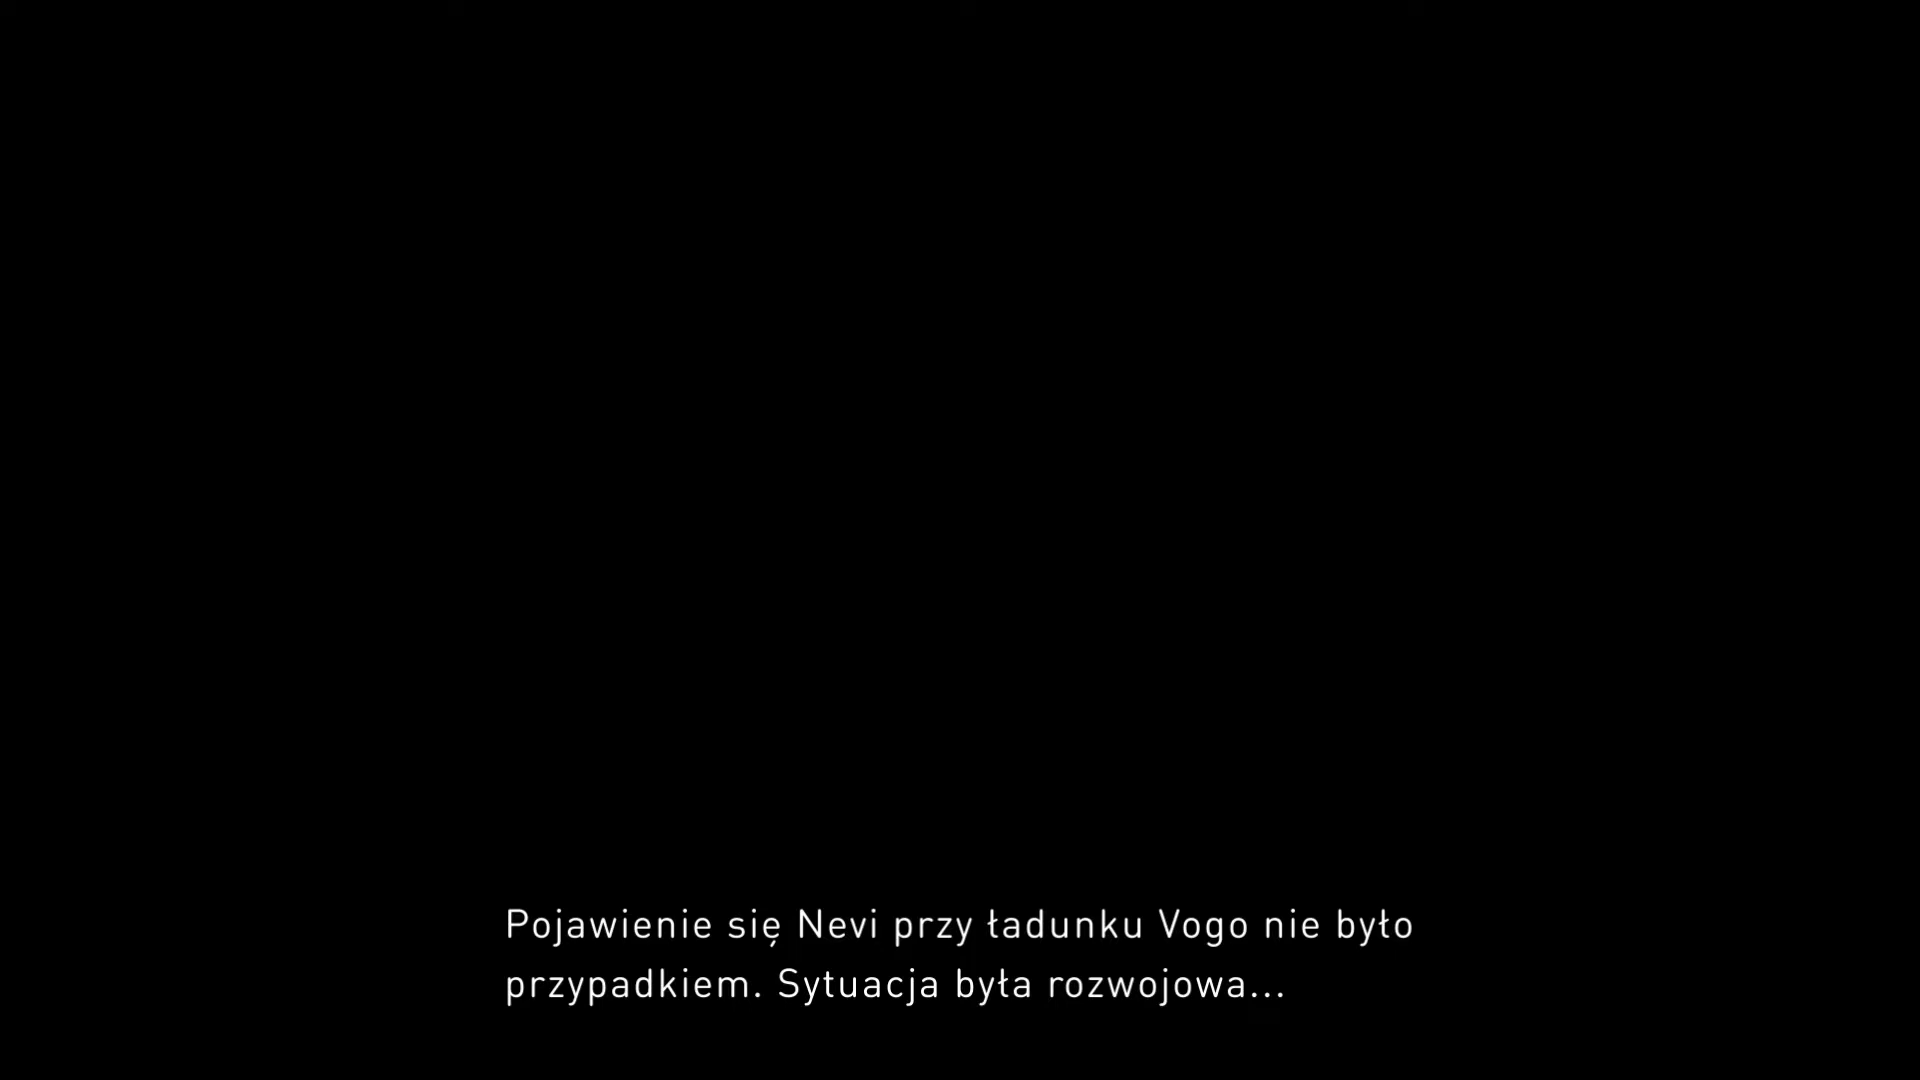 Pojawienie się Nevi przy ładunku Vogo nie było
przypadkiem. Sytuacja była rozwojowa...